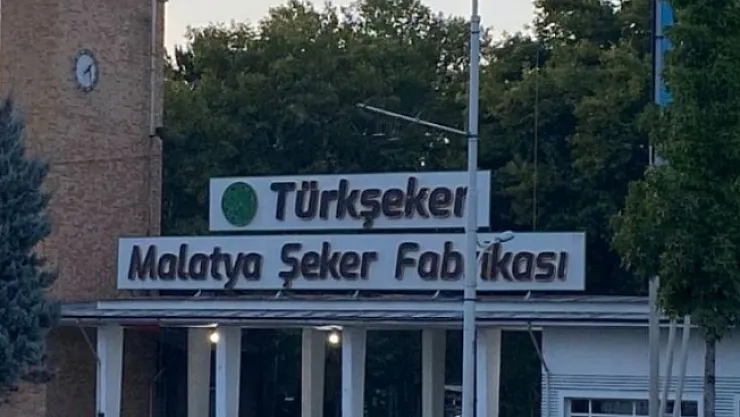 Türkşeker
Malatya Şeker Fabrikası